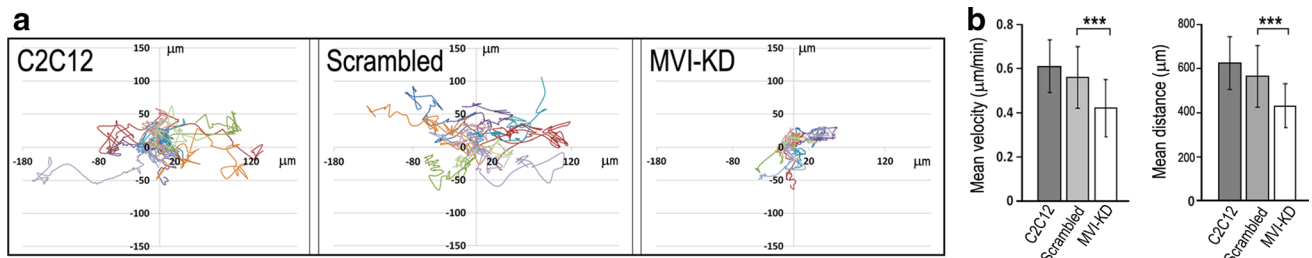 a
C2C12
150
µm
100
50
0
-180
-80
20
120
µm
-50
-100
-150
Scrambled
150
µm
100
50
0
-180
-80
20
120
µm
-50
-100
-150
MVI-KD
150
µm
100
50
0
-180
-80
20
120
µm
-50
-100
-150
b
Mean velocity (µm/min)
0.8
0.6
0.4
0.2
0
***
C2C12
Scrambled
MVI-KD
Mean distance (µm)
800
600
400
200
0
***
C2C12
Scrambled
MVI-KD